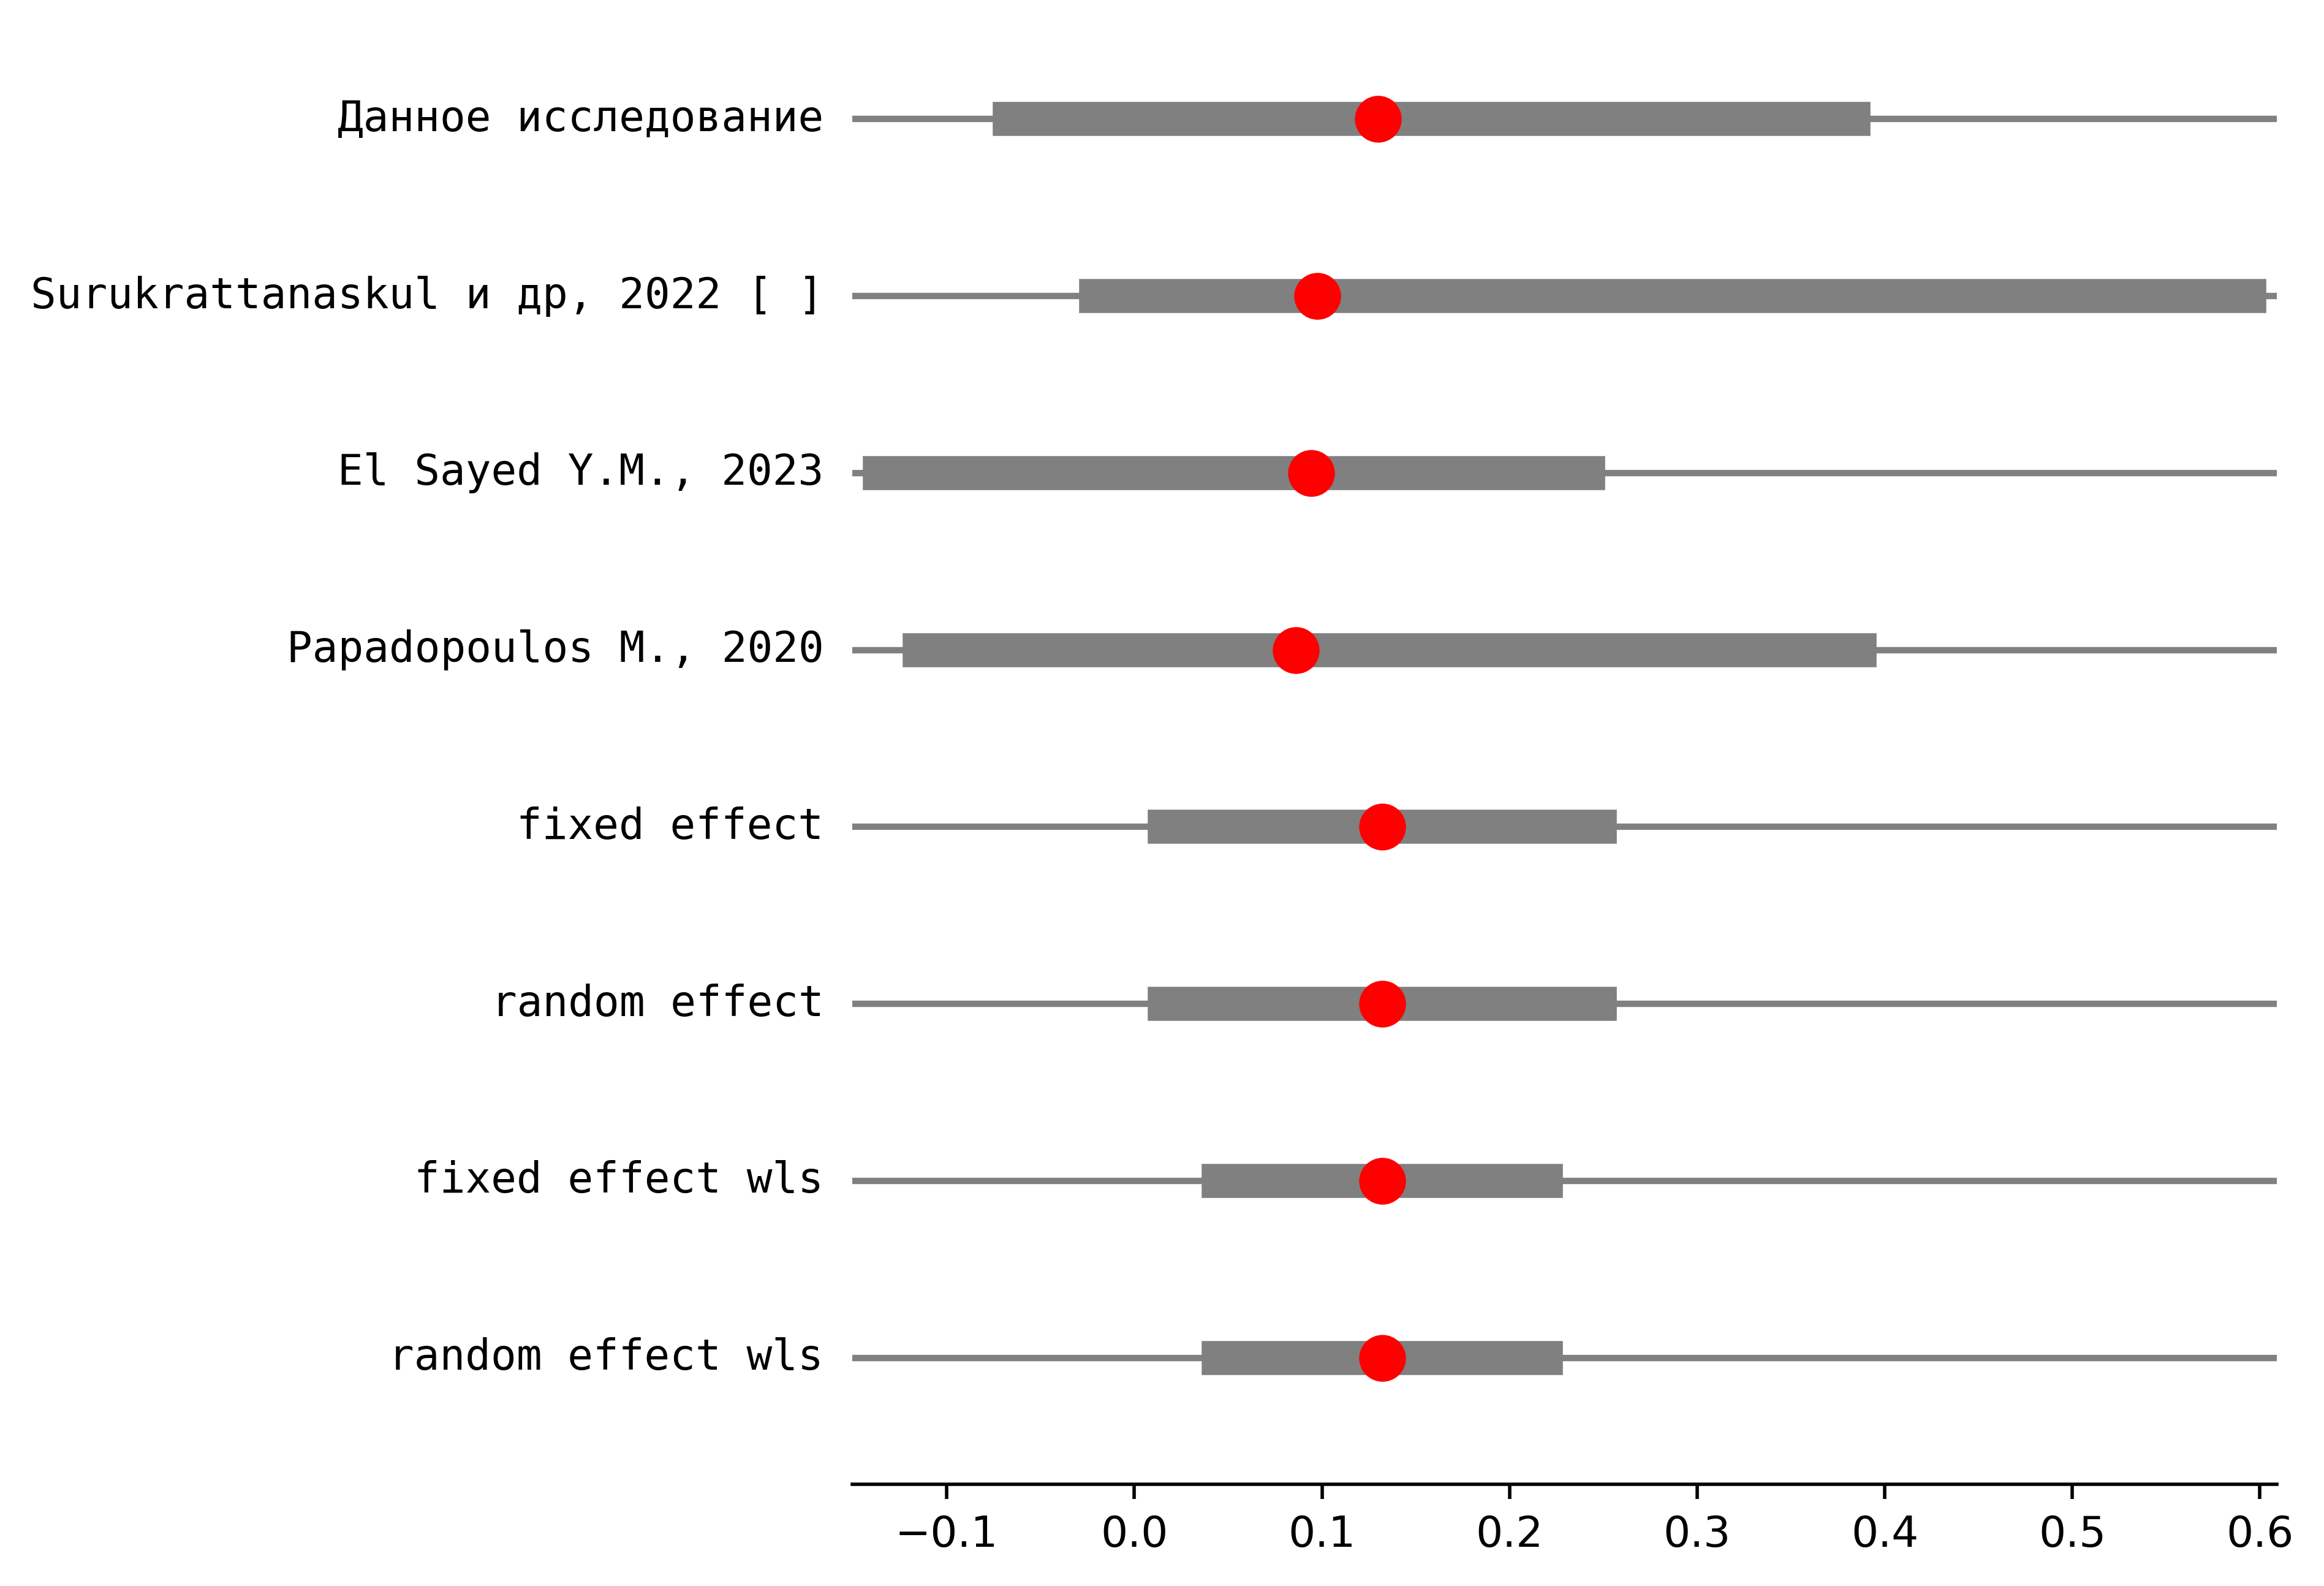 Данное исследование
Surukrattanaskul и др, 2022 [ ]
El Sayed Y.M., 2023
Papadopoulos M., 2020
fixed effect
random effect
fixed effect wls
random effect wls
−0.1 0.0 0.1 0.2 0.3 0.4 0.5 0.6